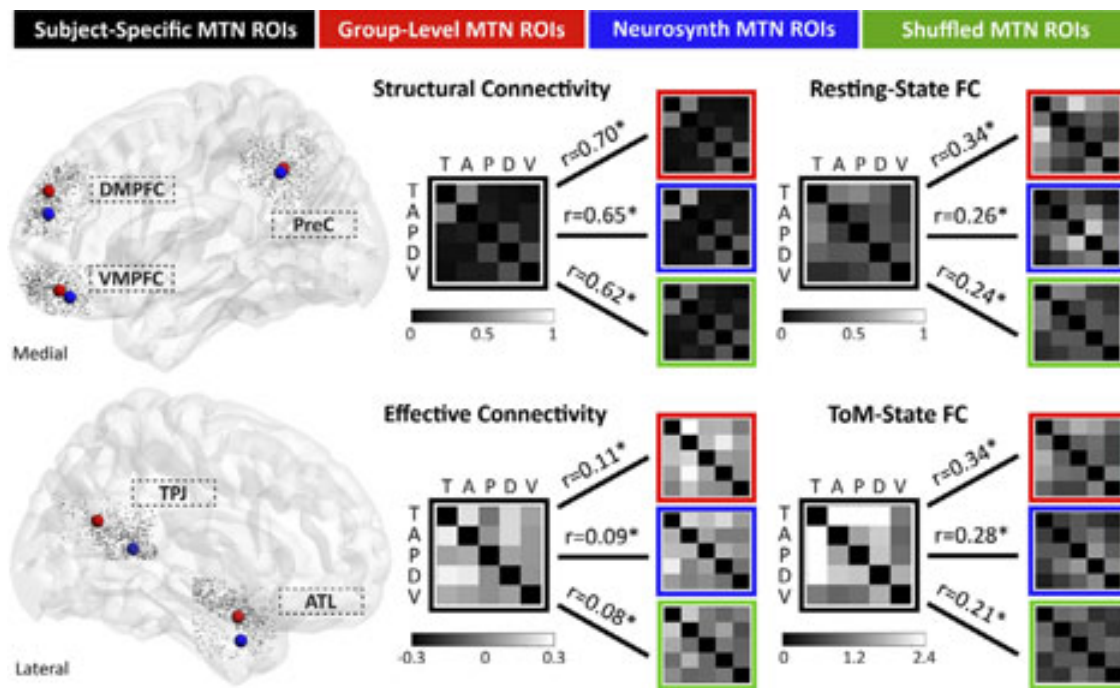 Subject-Specific MTN ROIs Group-Level MTN ROIs Neurosynth MTN ROIs Shuffled MTN ROIs
DMPFC
PreC
VMPFC
Medial
Structural Connectivity
T A P D V
T
A
P
D
V
r=0.70*
r=0.65*
r=0.62*
0 0.5 1
Resting-State FC
T A P D V
T
A
P
D
V
r=0.34*
r=0.26*
r=0.24*
0 0.5 1
TPJ
ATL
Lateral
Effective Connectivity
T A P D V
T
A
P
D
V
r=0.11*
r=0.09*
r=0.08*
-0.3 0 0.3
ToM-State FC
T A P D V
T
A
P
D
V
r=0.34*
r=0.28*
r=0.21*
0 1.2 2.4